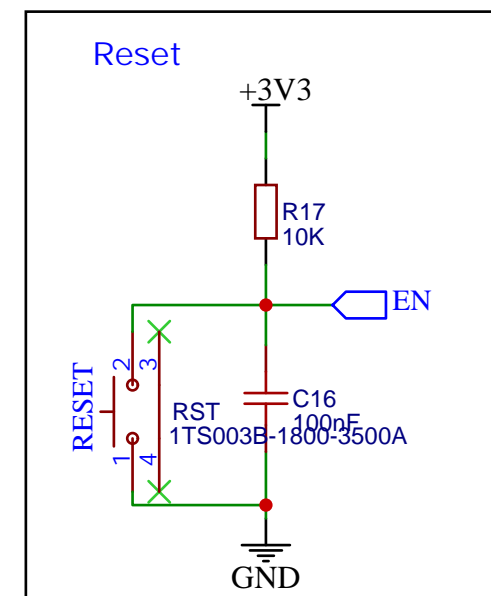 Reset
+3V3
R17
10K
EN
2
3
RESET
C16
100nF
RST
1TS003B-1800-3500A
1
4
GND